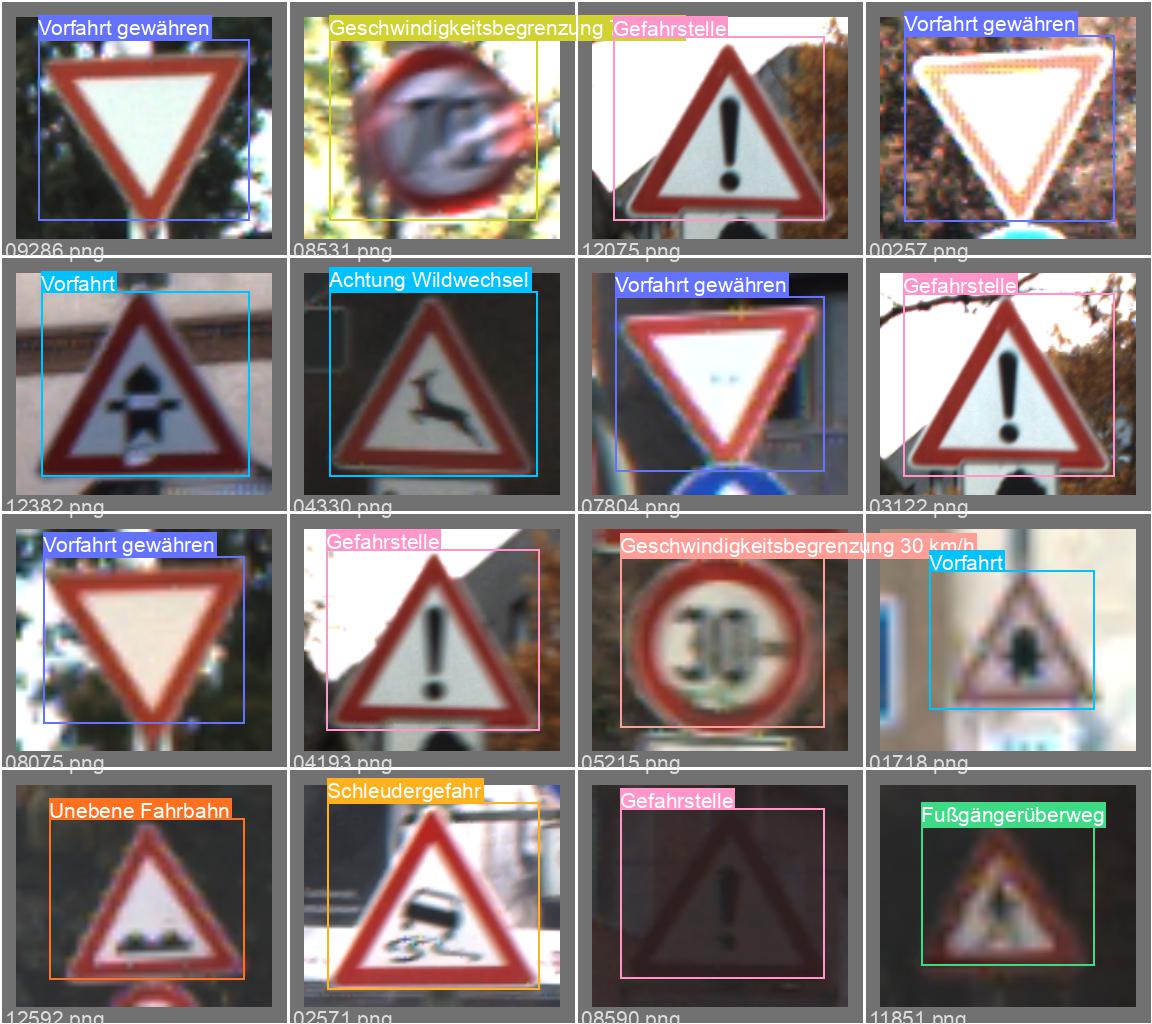 Vorfahrt gewähren
Geschwindigkeitsbegrenzung
Gefahrstelle
Vorfahrt gewähren
09286.png
08531.png
12075.png
00257.png
Vorfahrt
Achtung Wildwechsel
Vorfahrt gewähren
Gefahrstelle
12382.png
04330.png
07804.png
03122.png
Vorfahrt gewähren
Gefahrstelle
Geschwindigkeitsbegrenzung 30 km/h
Vorfahrt
30
08075.png
04193.png
05215.png
01718.png
Unebene Fahrbahn
Schleudergefahr
Gefahrstelle
Fußgängerüberweg
12592.png
02571.png
08590.png
11851.png